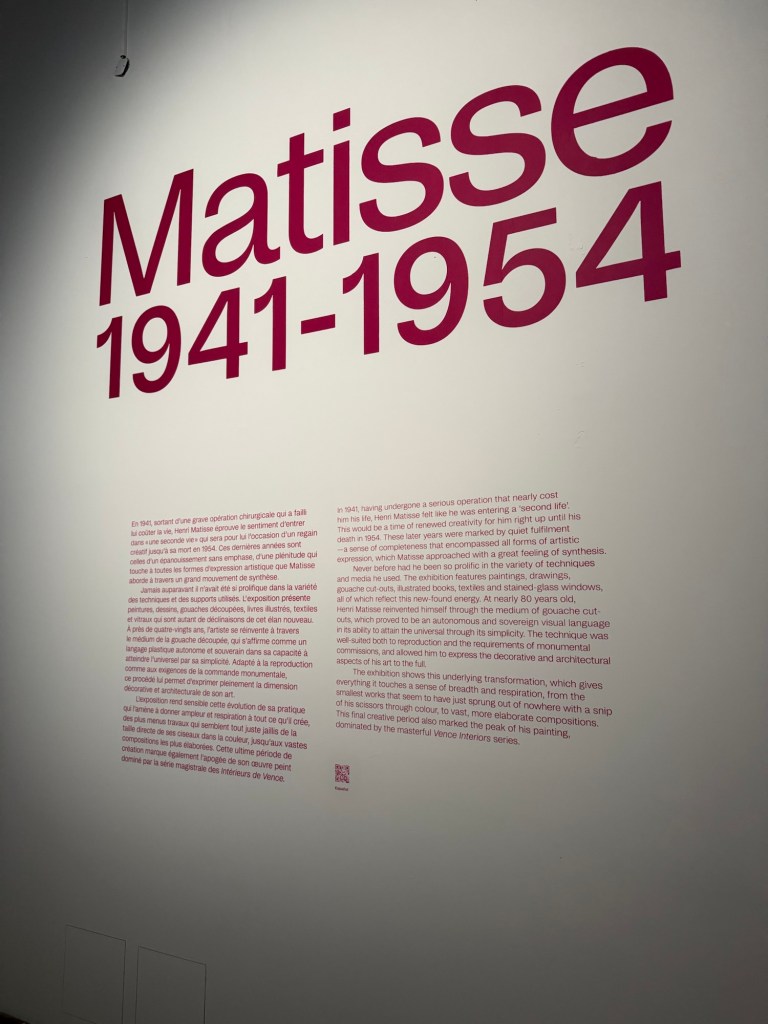 Matisse
1941-1954
En 1941, sortant d'une grave opération chirurgicale qui a failli
lui coûter la vie, Henri Matisse éprouve le sentiment d'entrer
dans « une seconde vie » qui sera pour lui l'occasion d'un regain
créatif jusqu'à sa mort en 1954. Ces dernières années sont
celles d'un épanouissement sans emphase, d'une plénitude qui
touche à toutes les formes d'expression artistique que Matisse
aborde à travers un grand mouvement de synthèse.
Jamais auparavant il n'avait été si prolifique dans la variété
des techniques et des supports utilisés. L'exposition présente
peintures, dessins, gouaches découpées, livres illustrés, textiles
et vitraux qui sont autant de déclinaisons de cet élan nouveau.
À près de quatre-vingts ans, l'artiste se réinvente à travers
le médium de la gouache découpée, qui s'affirme comme un
langage plastique autonome et souverain dans sa capacité à
atteindre l'universel par sa simplicité. Adapté à la reproduction
comme aux exigences de la commande monumentale,
ce procédé lui permet d'exprimer pleinement la dimension
décorative et architecturale de son art.
L'exposition rend sensible cette évolution de sa pratique
qui l'amène à donner ampleur et respiration à tout ce qu'il crée,
des plus menus travaux qui semblent tout juste jaillis de la
taille directe de ses ciseaux dans la couleur, jusqu'aux vastes
compositions les plus élaborées. Cette ultime période de
création marque également l'apogée de son œuvre peint
dominé par la série magistrale des Intérieurs de Vence.
In 1941, having undergone a serious operation that nearly cost
him his life, Henri Matisse felt like he was entering a 'second life'.
This would be a time of renewed creativity for him right up until his
death in 1954. These later years were marked by quiet fulfilment
—a sense of completeness that encompassed all forms of artistic
expression, which Matisse approached with a great feeling of synthesis.
Never before had he been so prolific in the variety of techniques
and media he used. The exhibition features paintings, drawings,
gouache cut-outs, illustrated books, textiles and stained-glass windows,
all of which reflect this new-found energy. At nearly 80 years old,
Henri Matisse reinvented himself through the medium of gouache cut-
outs, which proved to be an autonomous and sovereign visual language
in its ability to attain the universal through its simplicity. The technique was
well-suited both to reproduction and the requirements of monumental
commissions, and allowed him to express the decorative and architectural
aspects of his art to the full.
The exhibition shows this underlying transformation, which gives
everything it touches a sense of breadth and respiration, from the
smallest works that seem to have just sprung out of nowhere with a snip
of his scissors through colour, to vast, more elaborate compositions.
This final creative period also marked the peak of his painting,
dominated by the masterful Vence Interiors series.